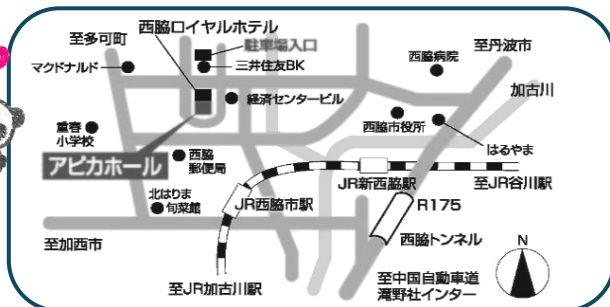 西脇ロイヤルホテル
至多可町
駐車場入口
マクドナルド
三井住友BK
西脇病院
至丹波市
加古川
経済センタービル
西脇市役所
はるやま
重春
小学校
アピカホール
西脇
郵便局
JR新西脇駅
至JR谷川駅
北はりま
旬菜館
JR西脇市駅
R175
至加西市
西脇トンネル
N
至JR加古川駅
至中国自動車道
滝野社インター